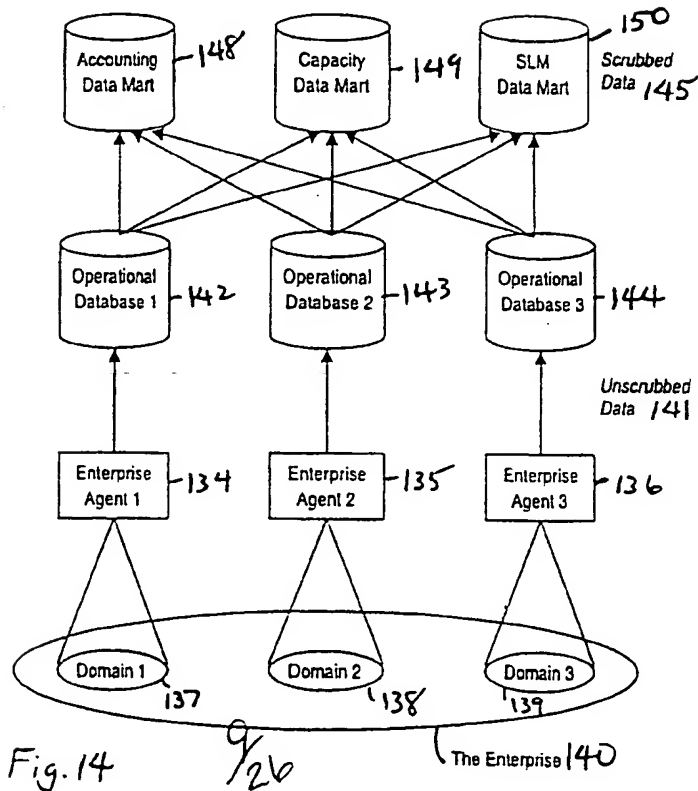 150
Accounting
Data Mart
148
Capacity
Data Mart
149
SLM
Data Mart
Scrubbed
Data 145
Operational
Database 1
142
Operational
Database 2
143
Operational
Database 3
144
Unscrubbed
Data 141
Enterprise
Agent 1
134
Enterprise
Agent 2
135
Enterprise
Agent 3
136
Domain 1
137
Domain 2
138
Domain 3
139
The Enterprise 140
Fig. 14
9/26